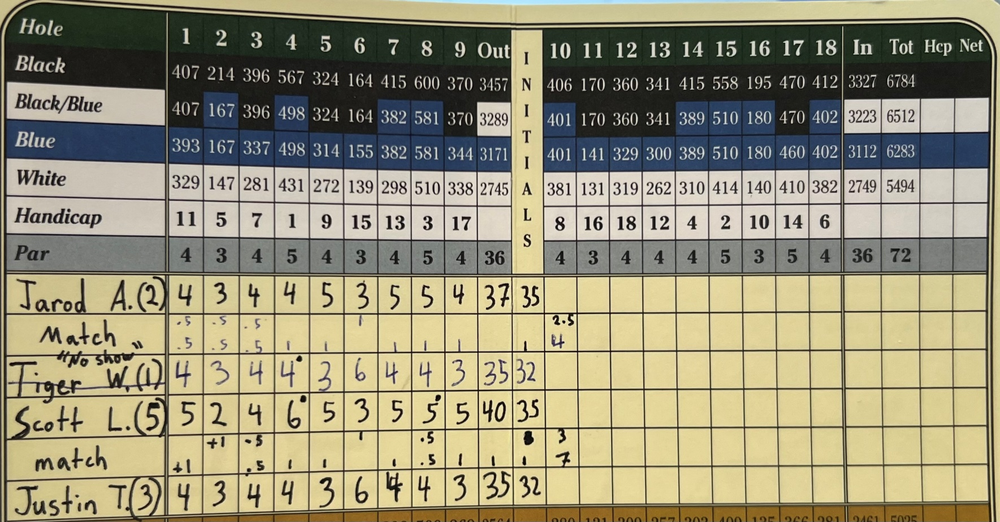 Hole 1 2 3 4 5 6 7 8 9 Out INITIALS 10 11 12 13 14 15 16 17 18 In Tot Hcp Net
Black 407 214 396 567 324 164 415 600 370 3457 406 170 360 341 415 558 195 470 412 3327 6784
Black/Blue 407 167 396 498 324 164 382 581 370 3289 401 170 360 341 389 510 180 470 402 3223 6512
Blue 393 167 337 498 314 155 382 581 344 3171 401 141 329 300 389 510 180 460 402 3112 6283
White 329 147 281 431 272 139 298 510 338 2745 381 131 319 262 310 414 140 410 382 2749 5494
Handicap 11 5 7 1 9 15 13 3 17 8 16 18 12 4 2 10 14 6
Par 4 3 4 5 4 3 4 5 4 36 4 3 4 4 4 5 3 5 4 36 72
Jarod A.(2) 4 3 4 4 5 3 5 5 4 37 35
.5 .5 .5 1 2.5
Match .5 .5 .5 1 1 1 1 1 1 4
"No show"
Tiger W.(1) 4 3 4 4 3 6 4 4 3 35 32
Scott L.(5) 5 2 4 6 5 3 5 5 5 40 35
+1 .5 1 .5 3
match +1 .5 1 1 1 .5 1 1 1 7
Justin T.(3) 4 3 4 4 3 6 4 4 3 35 32